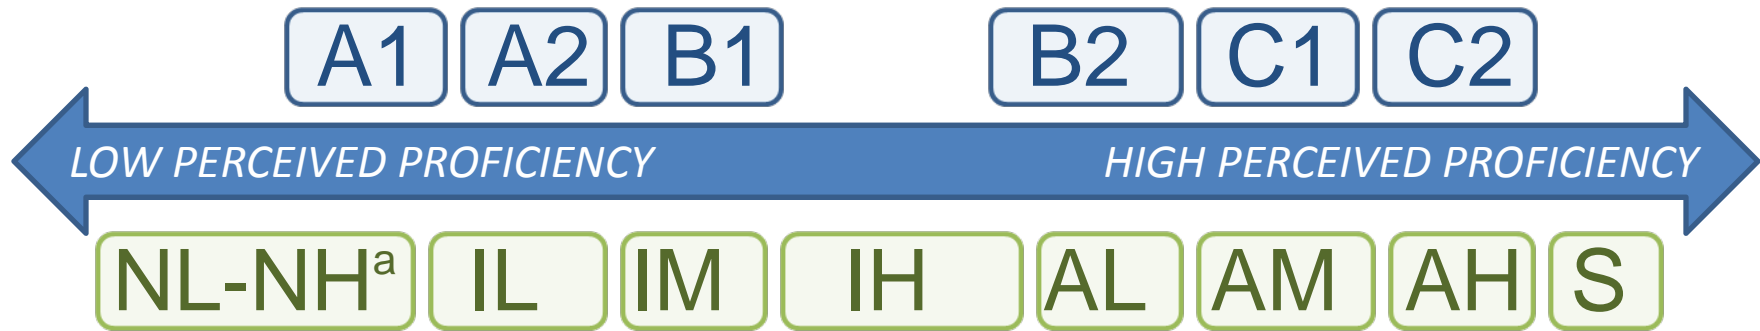 A1 A2 B1 B2 C1 C2
LOW PERCEIVED PROFICIENCY HIGH PERCEIVED PROFICIENCY
NL-NHᵃ IL IM IH AL AM AH S